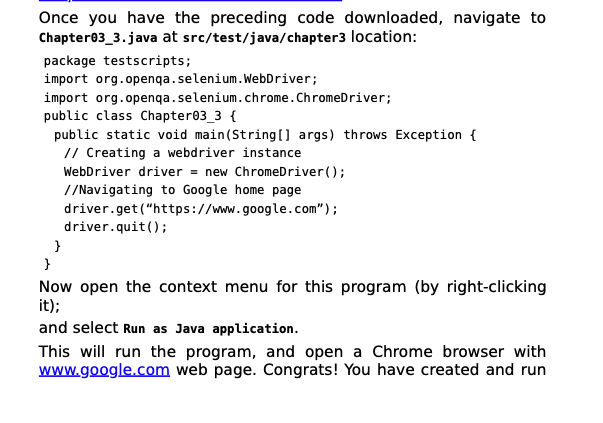 Once you have the preceding code downloaded, navigate to
Chapter03_3.java at src/test/java/chapter3 location:
package testscripts;
import org.openqa.selenium.WebDriver;
import org.openqa.selenium.chrome.ChromeDriver;
public class Chapter03_3 {
public static void main(String[] args) throws Exception {
// Creating a webdriver instance
WebDriver driver = new ChromeDriver();
//Navigating to Google home page
driver.get(“https://www.google.com”);
driver.quit();
}
}
Now open the context menu for this program (by right-clicking
it);
and select Run as Java application.
This will run the program, and open a Chrome browser with
www.google.com web page. Congrats! You have created and run